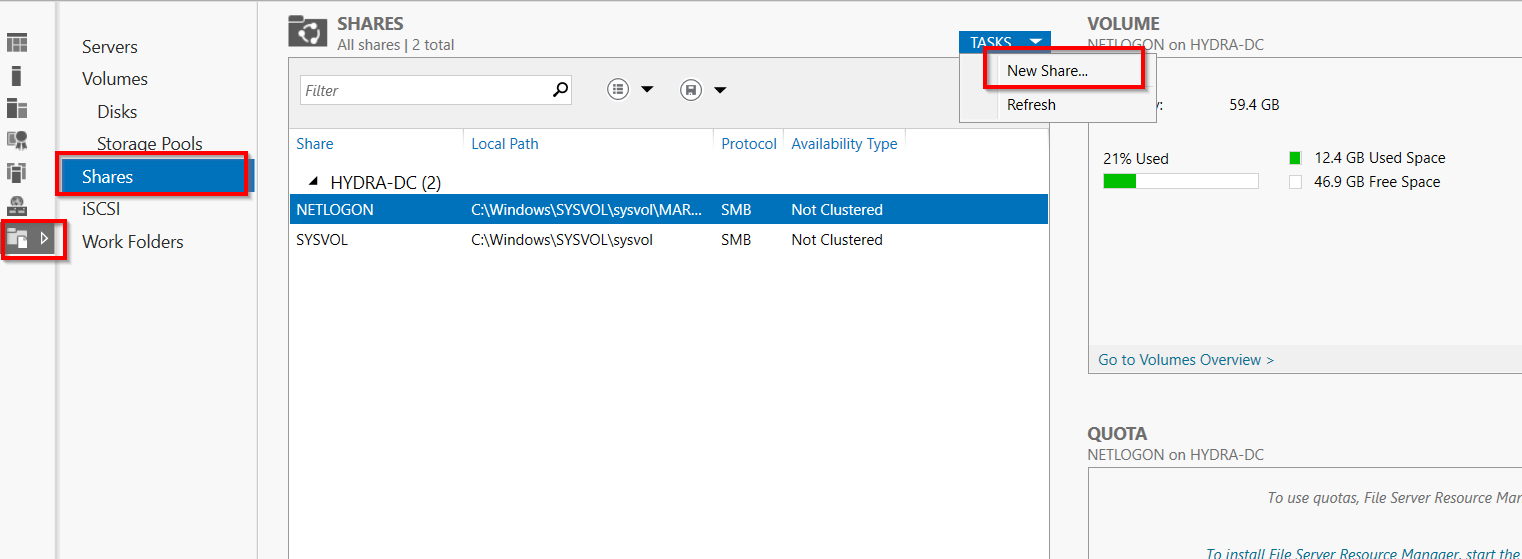 Servers
Volumes
Disks
Storage Pools
Shares
iSCSI
Work Folders
SHARES
All shares | 2 total
TASKS
New Share...
Refresh
Filter
Share Local Path Protocol Availability Type
HYDRA-DC (2)
NETLOGON C:\Windows\SYSVOL\sysvol\MAR... SMB Not Clustered
SYSVOL C:\Windows\SYSVOL\sysvol SMB Not Clustered
VOLUME
NETLOGON on HYDRA-DC
59.4 GB
21% Used
12.4 GB Used Space
46.9 GB Free Space
Go to Volumes Overview >
QUOTA
NETLOGON on HYDRA-DC
To use quotas, File Server Resource Mar
To install File Server Resource Manager, start the